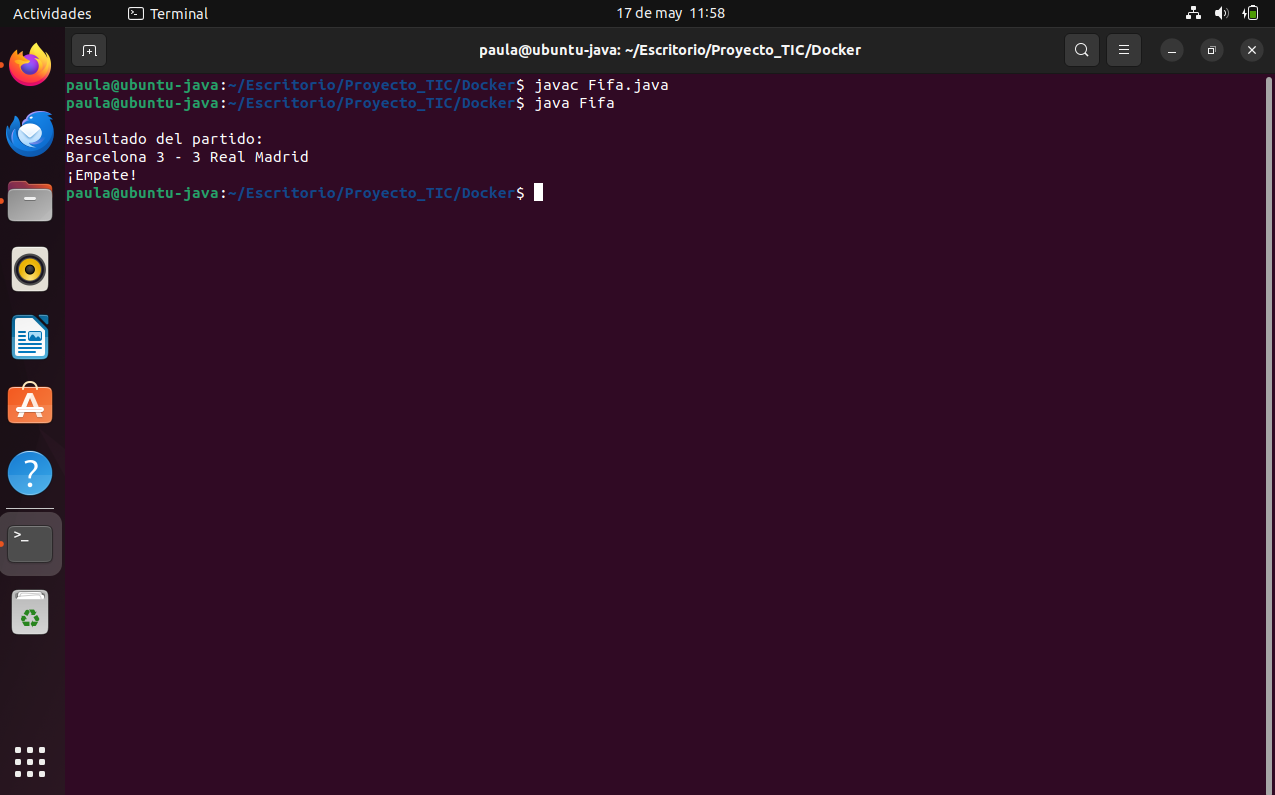 Actividades
Terminal
17 de may 11:58
paula@ubuntu-java: ~/Escritorio/Proyecto_TIC/Docker
paula@ubuntu-java:~/Escritorio/Proyecto_TIC/Docker$ javac Fifa.java
paula@ubuntu-java:~/Escritorio/Proyecto_TIC/Docker$ java Fifa
Resultado del partido:
Barcelona 3 - 3 Real Madrid
¡Empate!
paula@ubuntu-java:~/Escritorio/Proyecto_TIC/Docker$